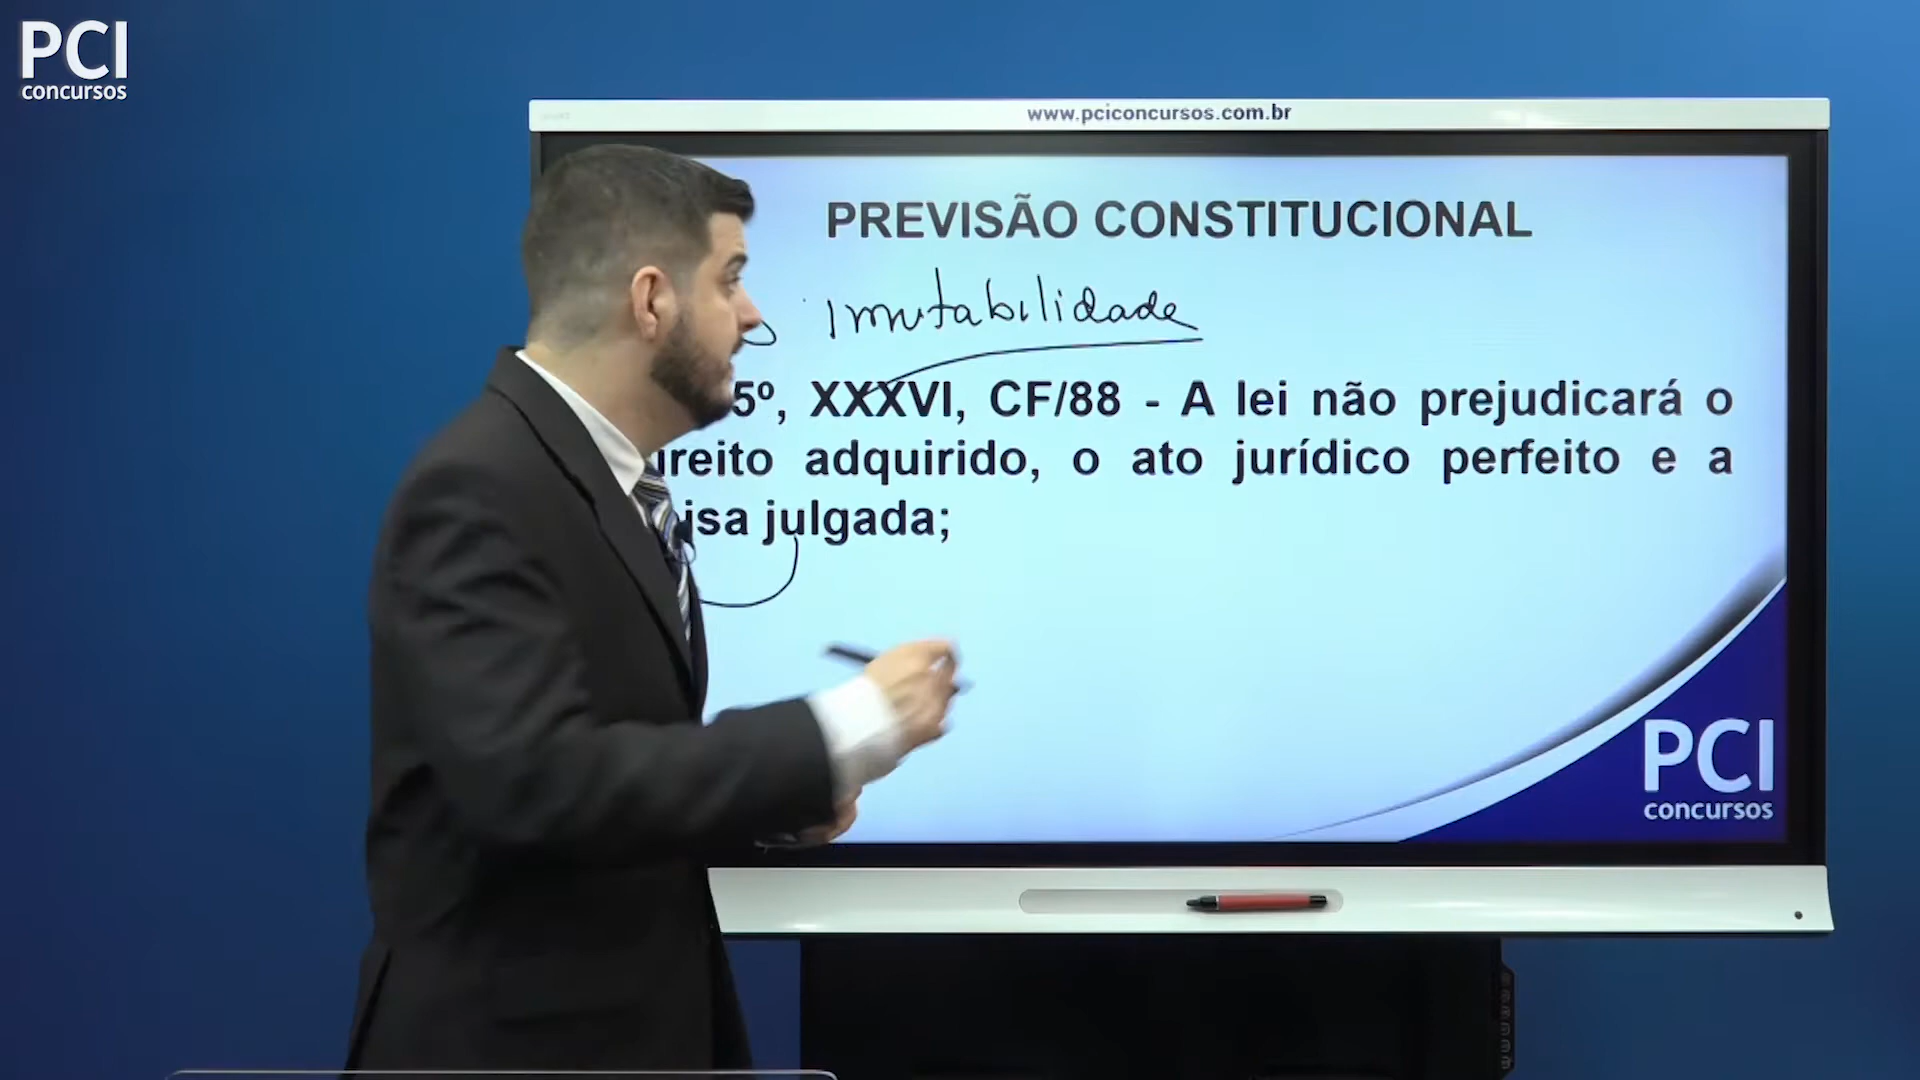 PCI
concursos
www.pciconcursos.com.br
PREVISÃO CONSTITUCIONAL
imutabilidade
5º, XXXVI, CF/88 - A lei não prejudicará o
ireito adquirido, o ato jurídico perfeito e a
isa julgada;
PCI
concursos